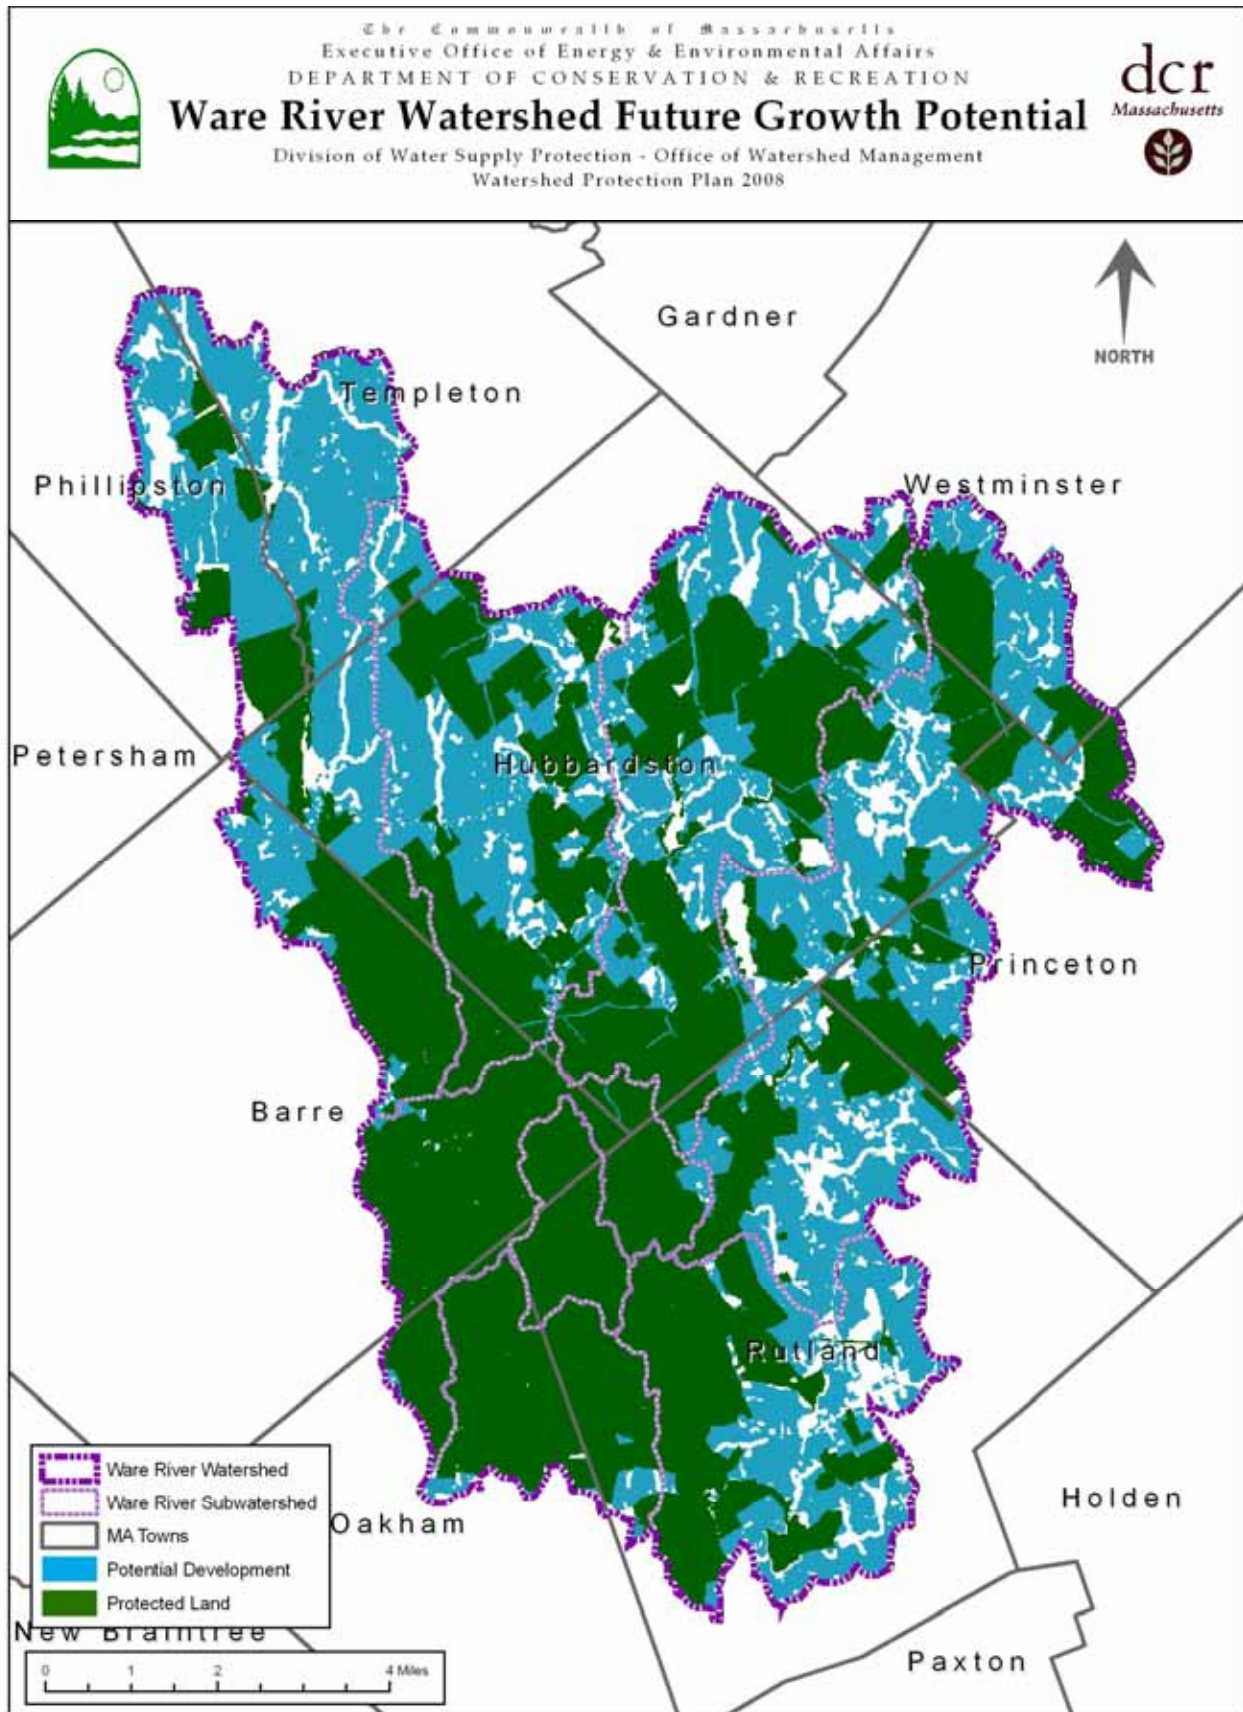 The Commonwealth of Massachusetts
Executive Office of Energy & Environmental Affairs
DEPARTMENT OF CONSERVATION & RECREATION
Ware River Watershed Future Growth Potential
Division of Water Supply Protection - Office of Watershed Management
Watershed Protection Plan 2008
dcr
Massachusetts
Gardner
NORTH
Templeton
Phillipston
Westminster
Petersham
Hubbardston
Princeton
Barre
Rutland
Ware River Watershed
Ware River Subwatershed
MA Towns
Potential Development
Protected Land
Oakham
Holden
New Braintree
Paxton
0 1 2 4 Miles